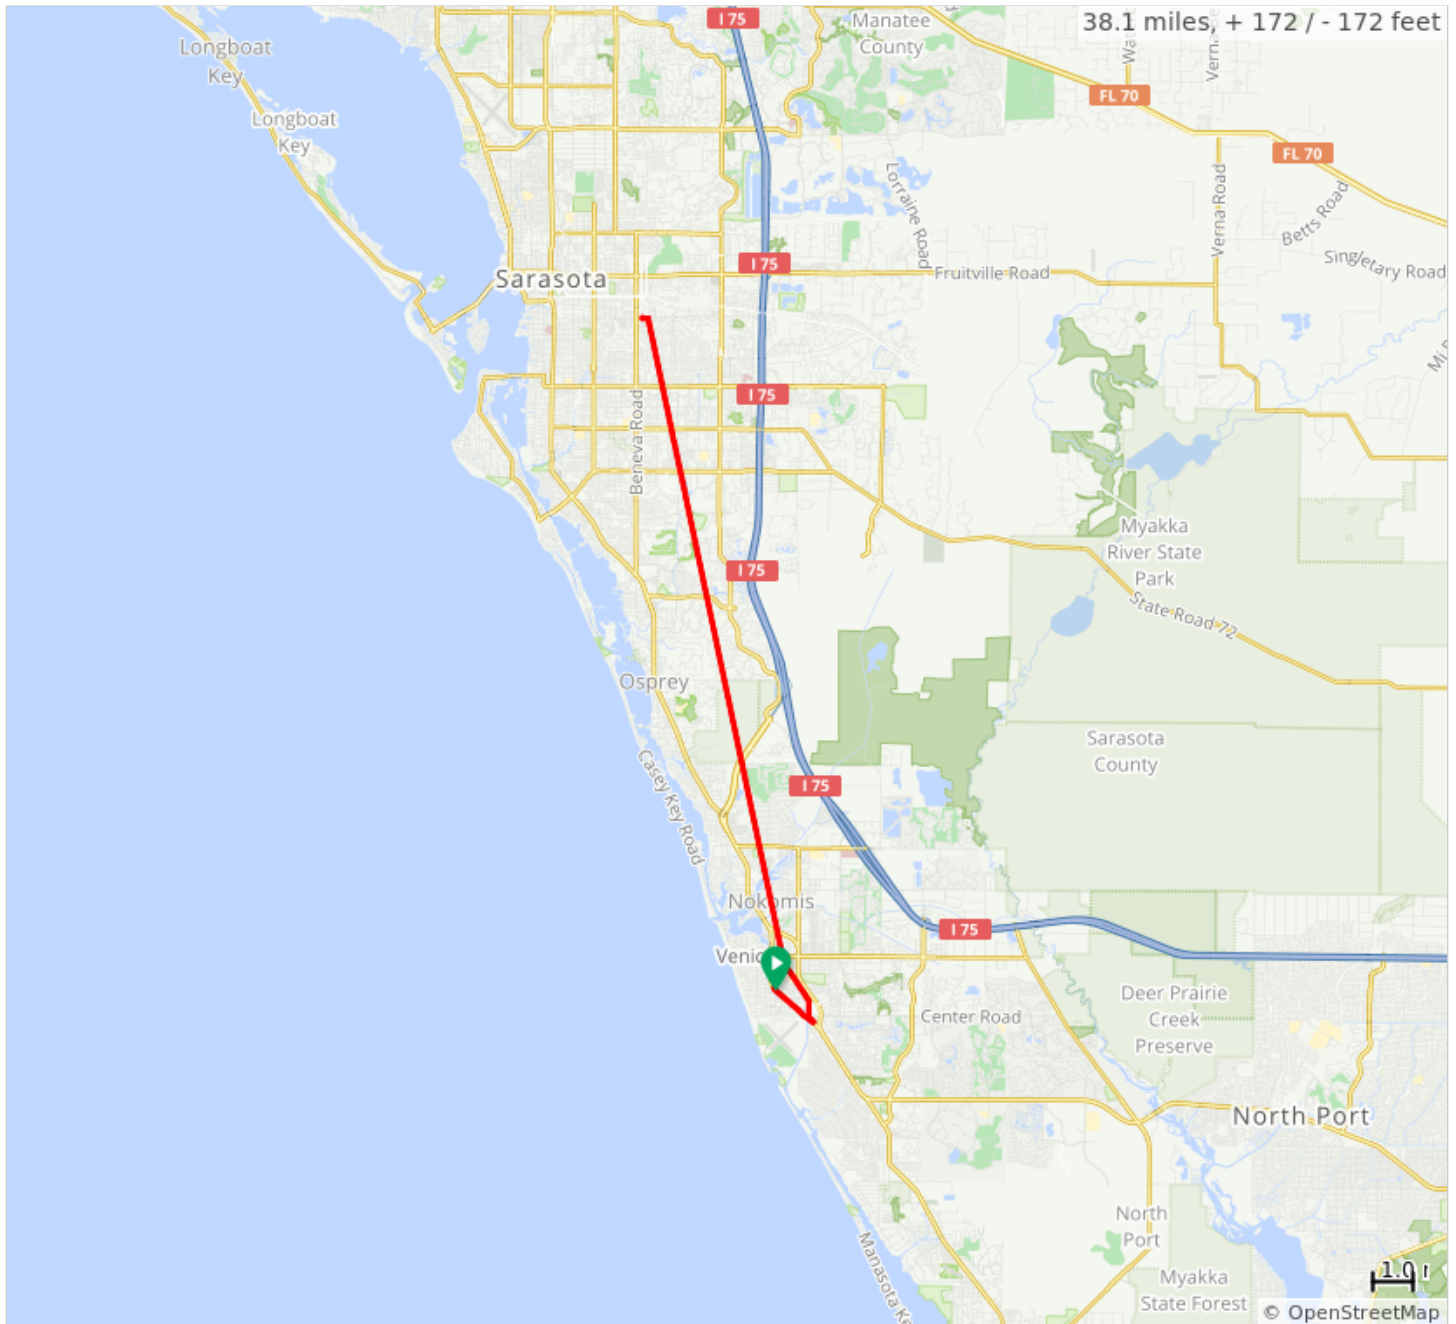 I 75
Manatee
County
38.1 miles, + 172 / - 172 feet
Longboat
Key
FL 70
Longboat
Key
FL 70
Lorraine Road
Verna Road
Betts Road
Singletary Road
Sarasota
I 75
Fruitville Road
I 75
Beneva Road
Myakka
River State
Park
I 75
State Road 72
Osprey
Sarasota
County
Casey Key Road
I 75
Nokomis
I 75
Deer Prairie
Creek
Preserve
Center Road
North Port
North
Port
Manasota
Myakka
State Forest
1.0
© OpenStreetMap